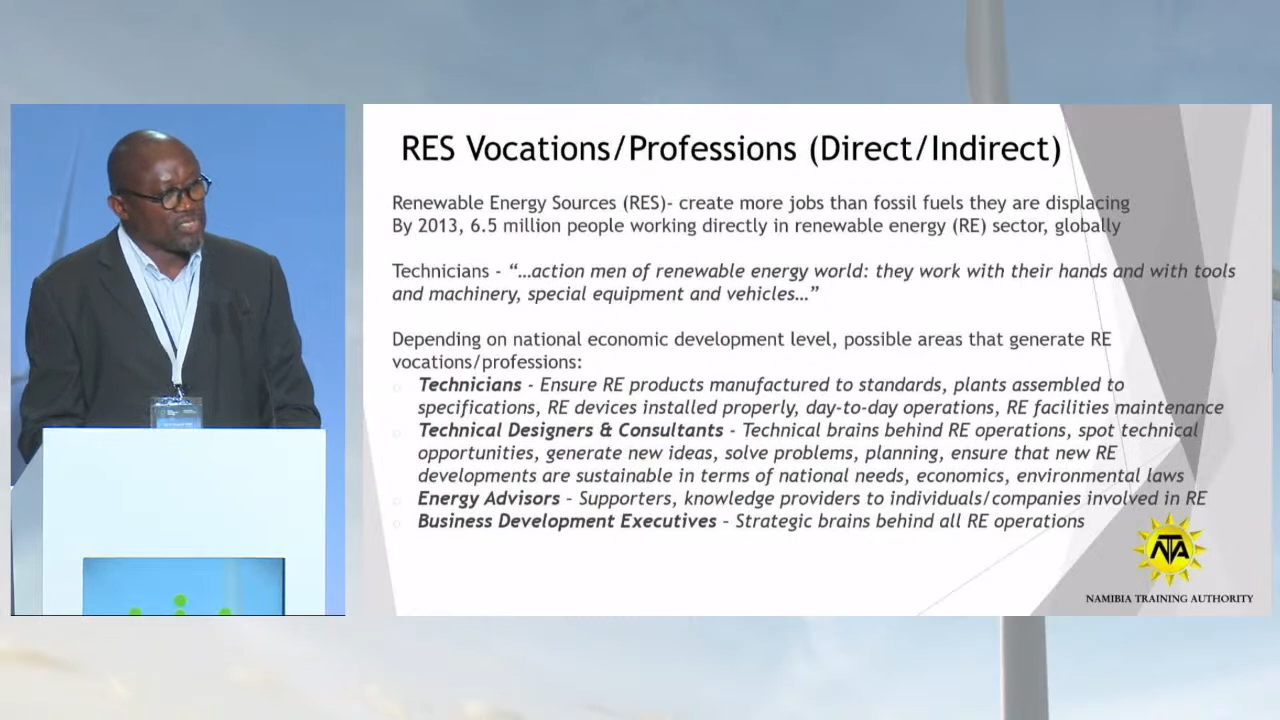 RES Vocations/Professions (Direct/Indirect)
Renewable Energy Sources (RES)- create more jobs than fossil fuels they are displacing
By 2013, 6.5 million people working directly in renewable energy (RE) sector, globally
Technicians - “…action men of renewable energy world: they work with their hands and with tools
and machinery, special equipment and vehicles…”
Depending on national economic development level, possible areas that generate RE
vocations/professions:
Technicians - Ensure RE products manufactured to standards, plants assembled to
specifications, RE devices installed properly, day-to-day operations, RE facilities maintenance
Technical Designers & Consultants - Technical brains behind RE operations, spot technical
opportunities, generate new ideas, solve problems, planning, ensure that new RE
developments are sustainable in terms of national needs, economics, environmental laws
Energy Advisors – Supporters, knowledge providers to individuals/companies involved in RE
Business Development Executives – Strategic brains behind all RE operations
NTA
NAMIBIA TRAINING AUTHORITY